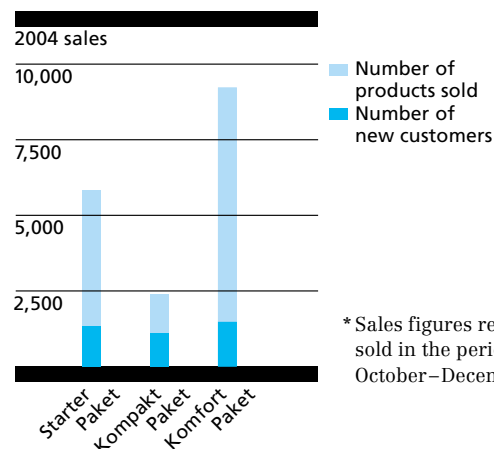 2004 sales
10,000
7,500
5,000
2,500
Number of
products sold
Number of
new customers
Starter
Paket
Kompakt
Paket
Komfort
Paket
* Sales figures re
sold in the peri
October–Decem